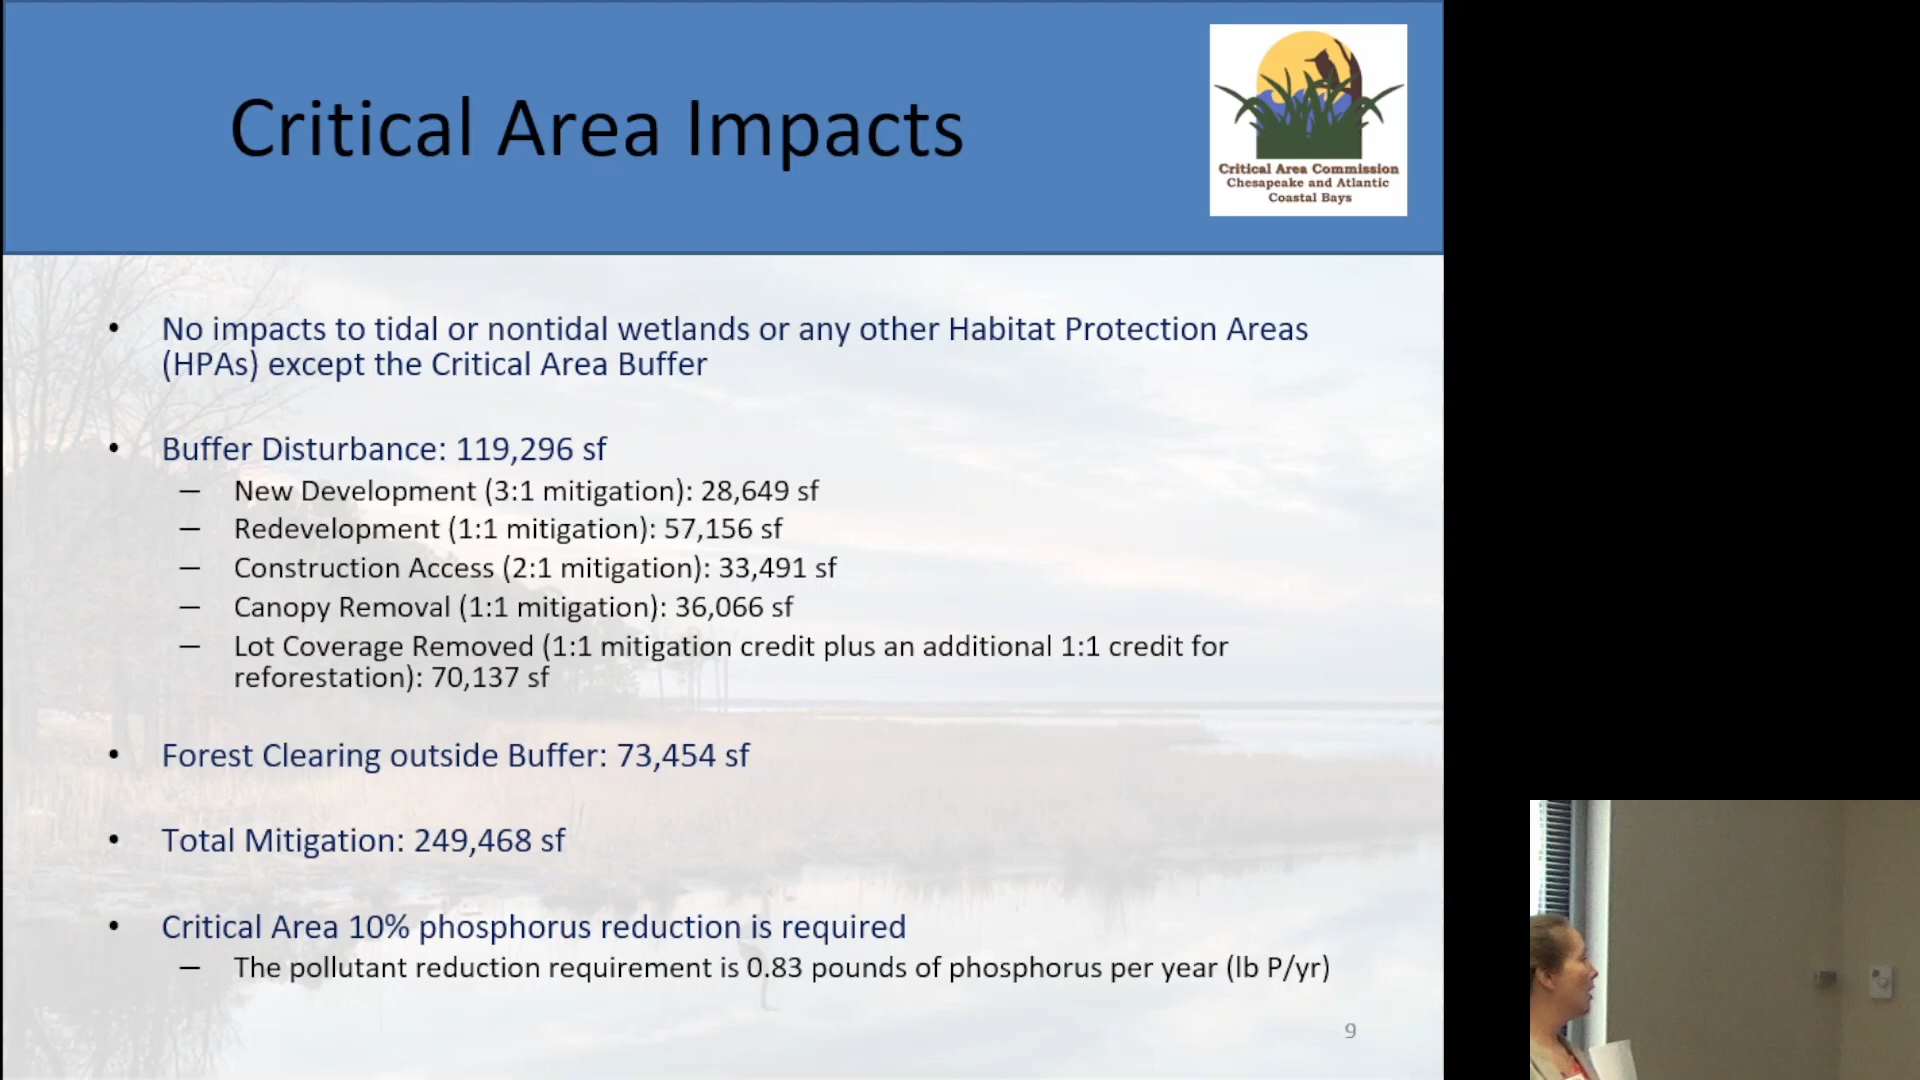 Critical Area Impacts
Critical Area Commission
Chesapeake and Atlantic
Coastal Bays
• No impacts to tidal or nontidal wetlands or any other Habitat Protection Areas
(HPAs) except the Critical Area Buffer
• Buffer Disturbance: 119,296 sf
– New Development (3:1 mitigation): 28,649 sf
– Redevelopment (1:1 mitigation): 57,156 sf
– Construction Access (2:1 mitigation): 33,491 sf
– Canopy Removal (1:1 mitigation): 36,066 sf
– Lot Coverage Removed (1:1 mitigation credit plus an additional 1:1 credit for
reforestation): 70,137 sf
• Forest Clearing outside Buffer: 73,454 sf
• Total Mitigation: 249,468 sf
• Critical Area 10% phosphorus reduction is required
– The pollutant reduction requirement is 0.83 pounds of phosphorus per year (lb P/yr)
9